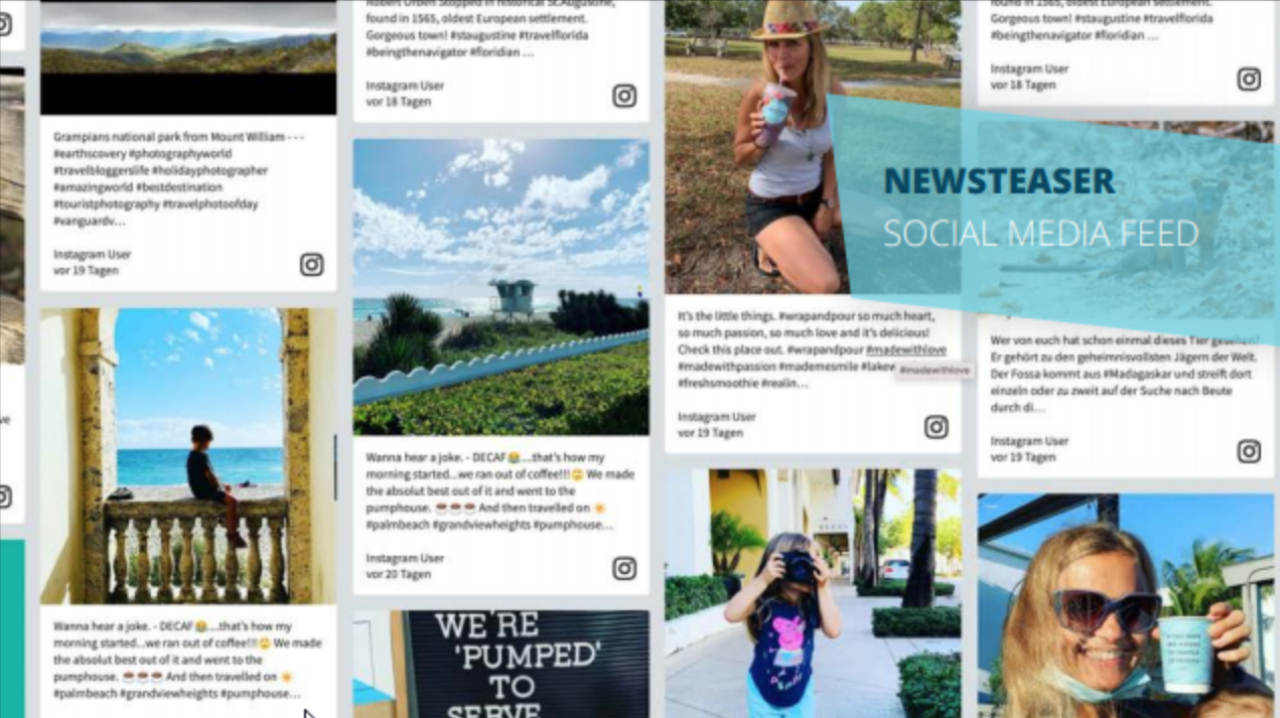 Grampians national park from Mount William - - -
#earthscovery #photographyworld
#travelbloggerslife #holidayphotographer
#amazingworld #bestdestination
#touristphotography #travelphotoofday
#vanguardv...
Instagram User
vor 19 Tagen
Wanna hear a joke. - DECAF😂....that's how my
morning started...we ran out of coffee!!!🙄 We made
the absolut best out of it and went to the
pumphouse. ☕☕☕ And then travelled on ☀️
#palmbeach #grandviewheights #pumphouse...
Robert Orben Stopped in historical St.Augustine,
found in 1565, oldest European settlement.
Gorgeous town! #staugustine #travelflorida
#beingthenavigator #floridian ...
Instagram User
vor 18 Tagen
Wanna hear a joke. - DECAF😂....that's how my
morning started...we ran out of coffee!!!🙄 We made
the absolut best out of it and went to the
pumphouse. ☕☕☕ And then travelled on ☀️
#palmbeach #grandviewheights #pumphouse...
Instagram User
vor 20 Tagen
WE'RE
'PUMPED'
TO
SERVE
It's the little things. #wrapandpour so much heart,
so much passion, so much love and it's delicious!
Check this place out. #wrapandpour #madewithlove
#madewithpassion #mademesmile
#madewithlove
#freshsmoothie #realin...
Instagram User
vor 19 Tagen
found in 1565, oldest European settlement.
Gorgeous town! #staugustine #travelflorida
#beingthenavigator #floridian ...
Instagram User
vor 18 Tagen
NEWSTEASER
SOCIAL MEDIA FEED
Wer von euch hat schon einmal dieses Tier gesehen?
Er gehört zu den geheimnisvollsten Jägern der Welt.
Der Fossa kommt aus #Madagaskar und streift dort
einzeln oder zu zweit auf der Suche nach Beute
durch di...
Instagram User
vor 19 Tagen